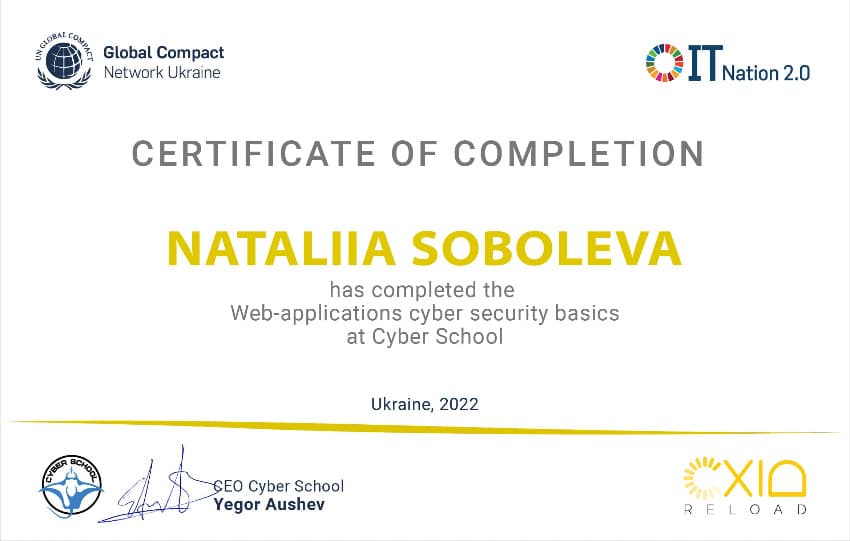 UN GLOBAL COMPACT
Global Compact
Network Ukraine
IT Nation 2.0
CERTIFICATE OF COMPLETION
NATALIIA SOBOLEVA
has completed the
Web-applications cyber security basics
at Cyber School
Ukraine, 2022
CYBER SCHOOL
CEO Cyber School
Yegor Aushev
RELOAD